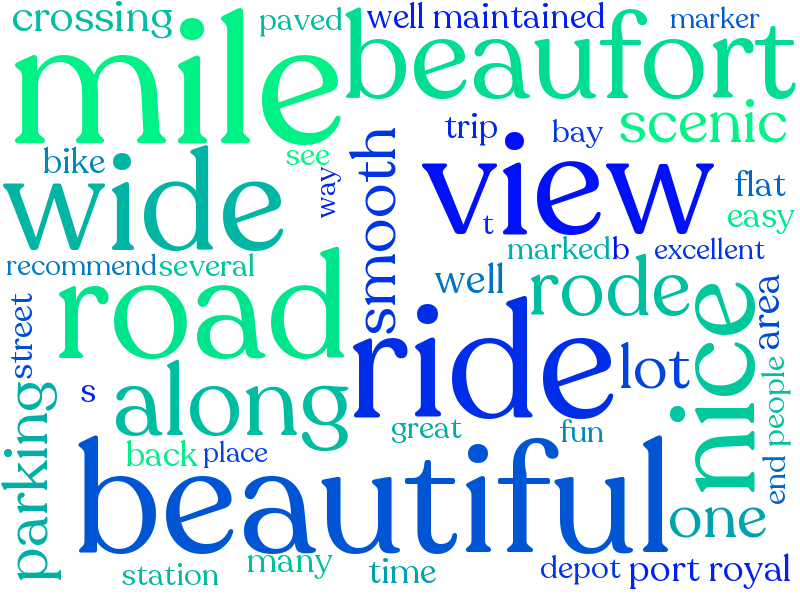 crossing
paved
well maintained
marker
mile
beaufort
scenic
trip
bay
bike
see
way
smooth
wide
view
t
flat
easy
recommend
several
marked
b
excellent
well
rode
road
ride
nice
area
street
lot
s
along
parking
great
fun
people
back
place
beautiful
end
one
station
many
time
depot
port royal